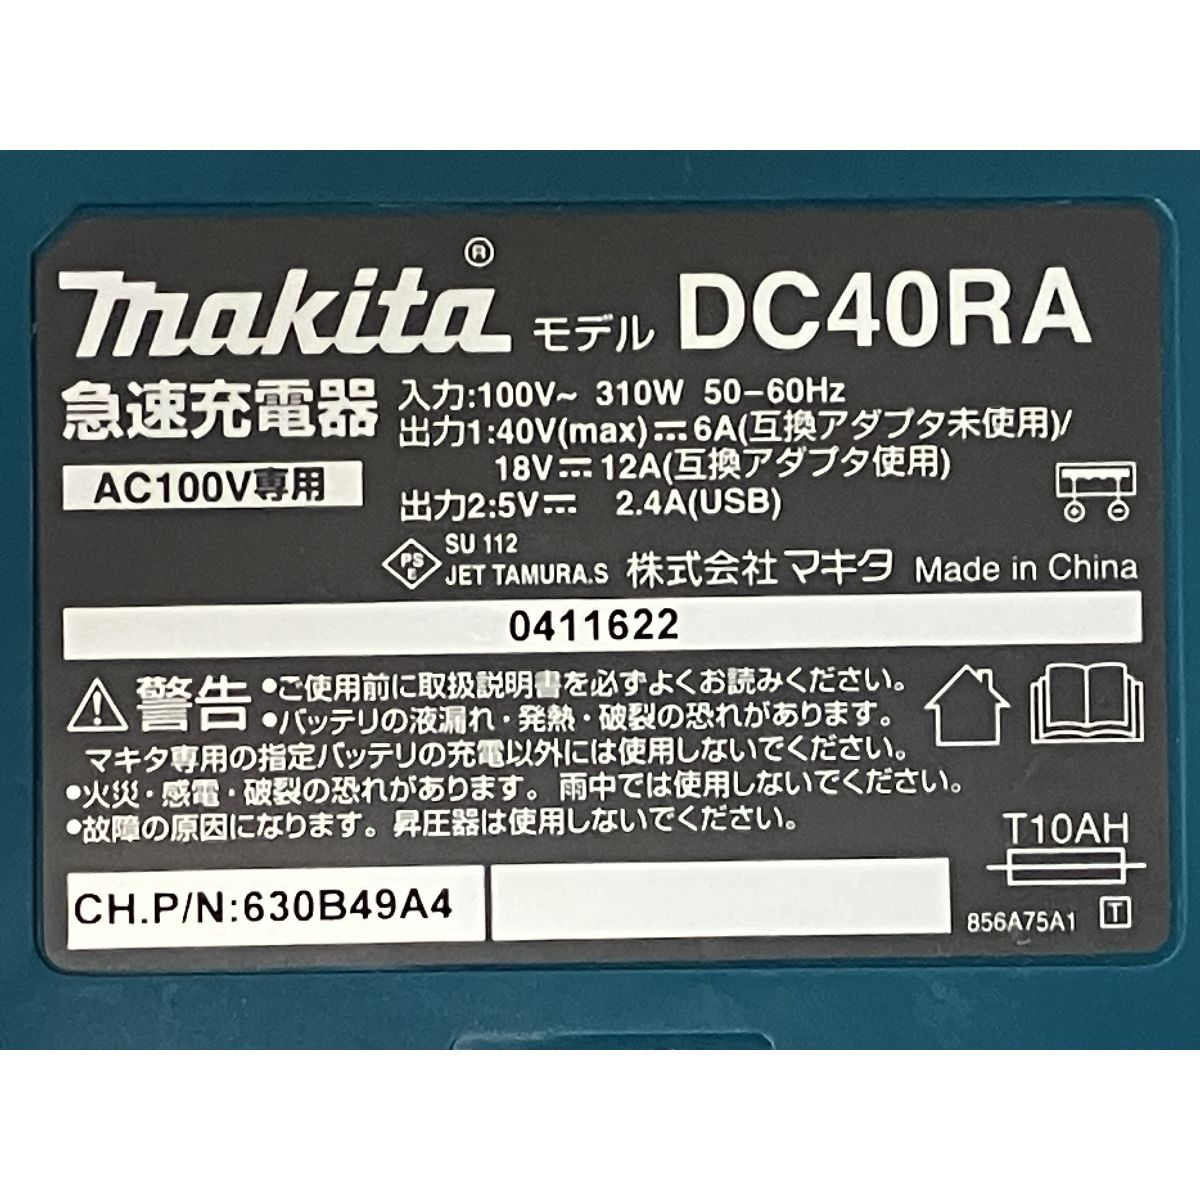 makita® モデル DC40RA
急速充電器
AC100V専用
入力:100V~ 310W 50-60Hz
出力1:40V(max)⎓6A(互換アダプタ未使用)/
18V⎓12A(互換アダプタ使用)
出力2:5V⎓ 2.4A(USB)
PSE
SU 112
JET TAMURA.S 株式会社マキタ Made in China
0411622
⚠警告 •ご使用前に取扱説明書を必ずよくお読みください。
•バッテリの液漏れ・発熱・破裂の恐れがあります。
マキタ専用の指定バッテリの充電以外には使用しないでください。
•火災・感電・破裂の恐れがあります。雨中では使用しないでください。
•故障の原因になります。昇圧器は使用しないでください。
T10AH
CH.P/N:630B49A4
856A75A1 T